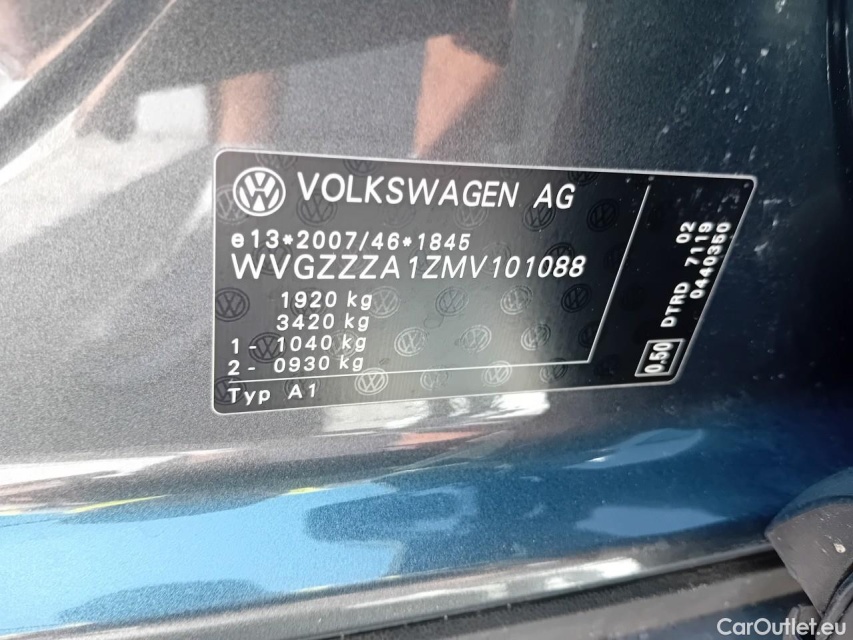 VOLKSWAGEN AG
e13*2007/46*1845
WVGZZZA1ZMV101088
1920 kg
3420 kg
1 - 1040 kg
2 - 0930 kg
Typ A1
02
DTRD 7119
0440350
0.50
CarOutlet.eu